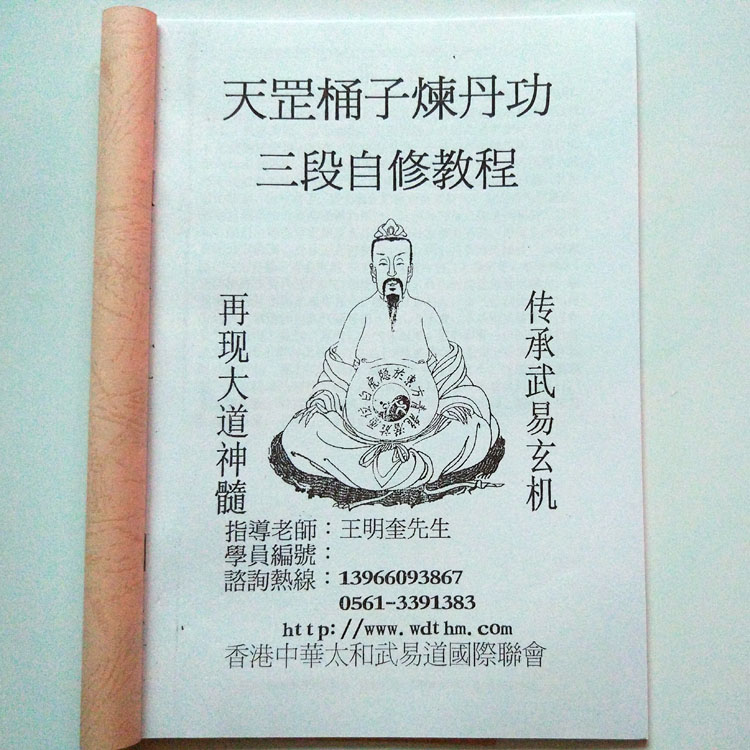 天罡桶子煉丹功
三段自修教程
传承武易玄机
再现大道神髓
指導老師：王明奎先生
學員編號：
諮詢熱線：13966093867
0561-3391383
http://www.wdthm.com
香港中華太和武易道國際聯會